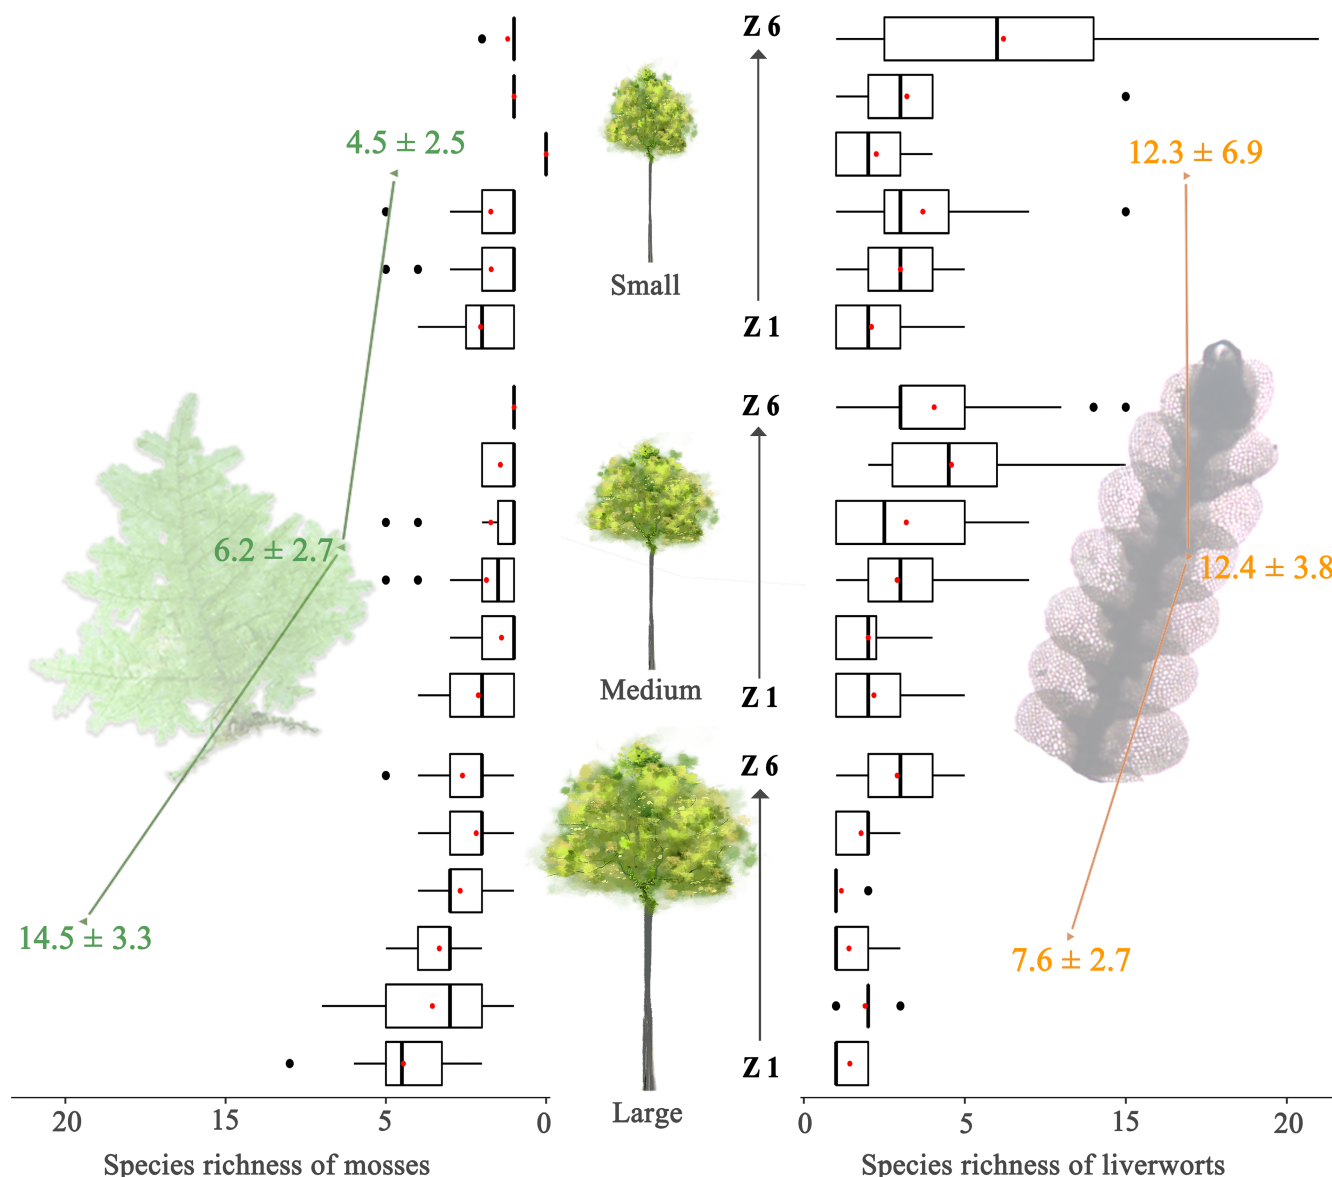 Z 6
4.5 ± 2.5
12.3 ± 6.9
Small
Z 1
Z 6
6.2 ± 2.7
12.4 ± 3.8
Medium
Z 1
Z 6
14.5 ± 3.3
7.6 ± 2.7
Z 1
Large
20 15 5 0
0 5 15 20
Species richness of mosses
Species richness of liverworts